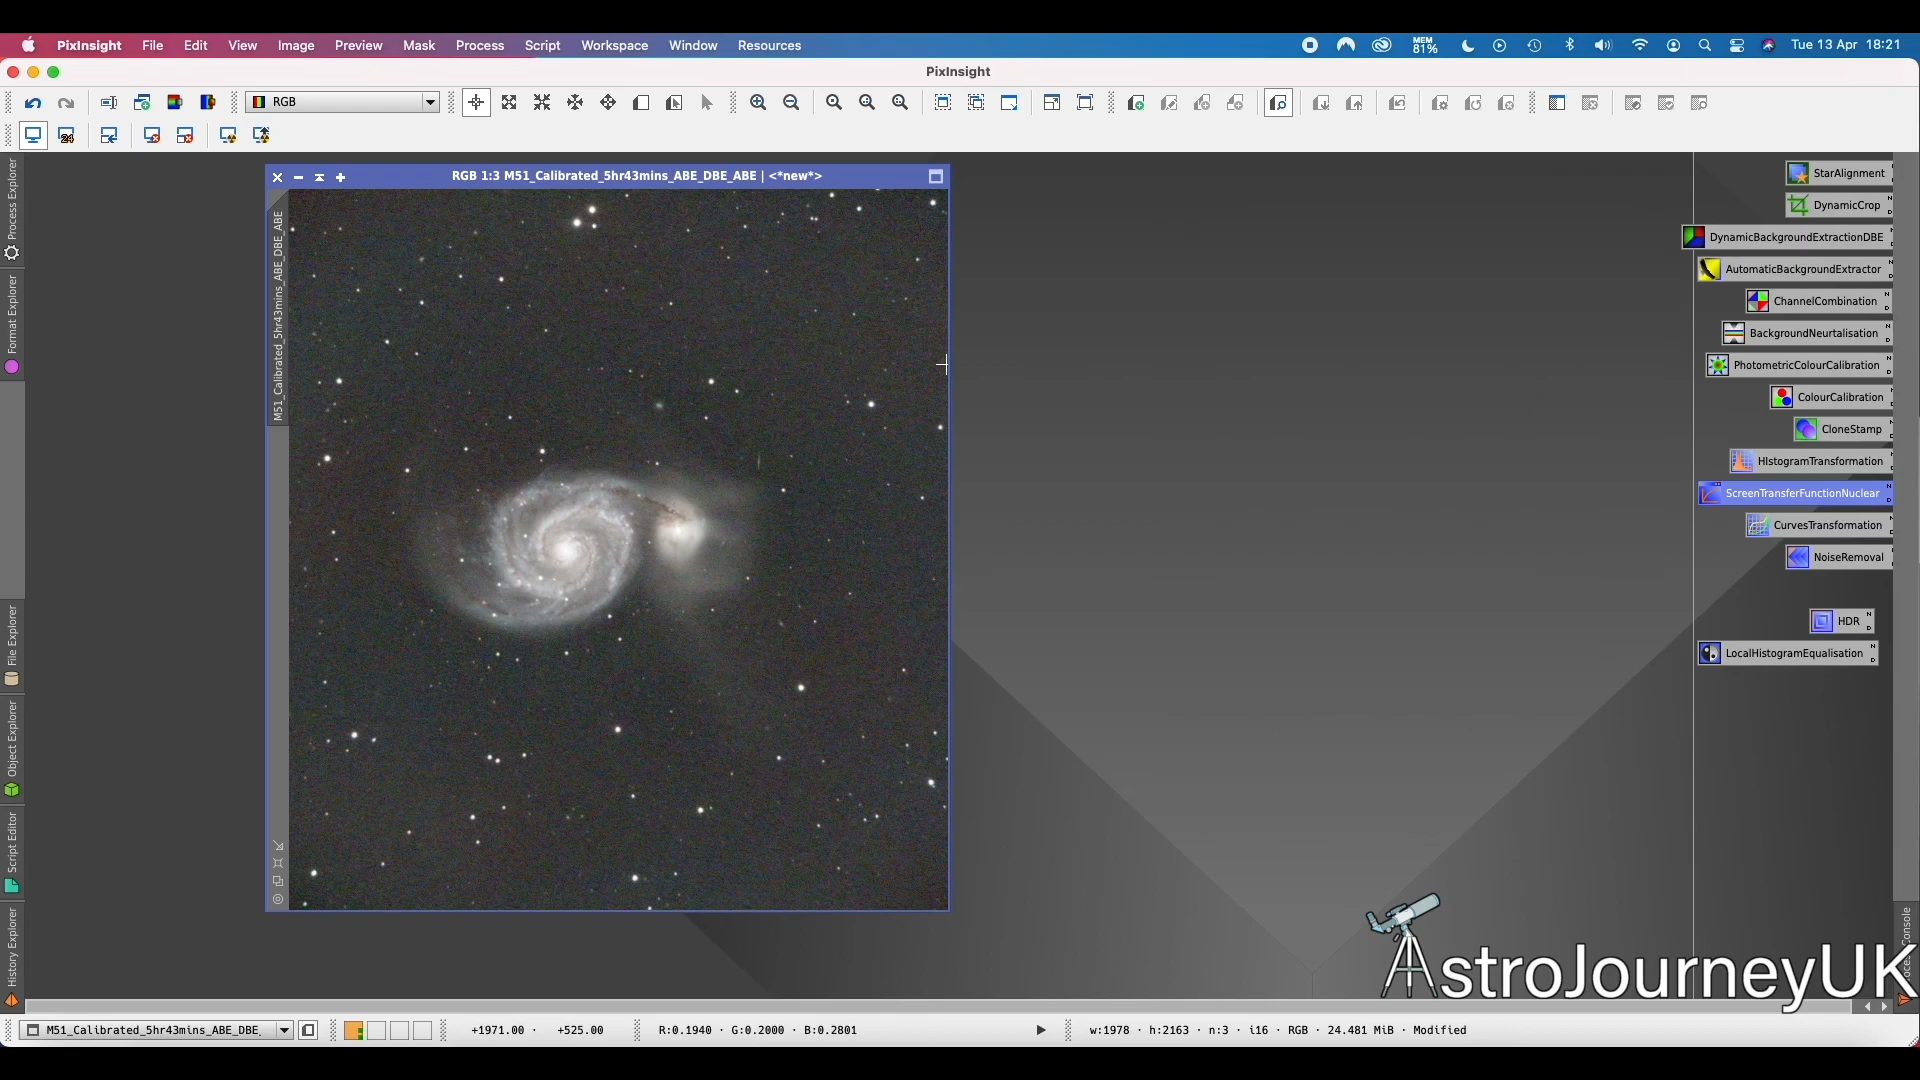 PixInsight File Edit View Image Preview Mask Process Script Workspace Window Resources MEM 81% Tue 13 Apr 18:21
PixInsight
RGB
24
RGB 1:3 M51_Calibrated_5hr43mins_ABE_DBE_ABE | <*new*>
M51_Calibrated_5hr43mins_ABE_DBE_ABE
Process Explorer
Format Explorer
File Explorer
Object Explorer
Script Editor
History Explorer
StarAlignment
DynamicCrop
DynamicBackgroundExtractionDBE
AutomaticBackgroundExtractor
ChannelCombination
BackgroundNeurtalisation
PhotometricColourCalibration
ColourCalibration
CloneStamp
HIstogramTransformation
ScreenTransferFunctionNuclear
CurvesTransformation
NoiseRemoval
HDR
LocalHistogramEqualisation
AstroJourneyUK
M51_Calibrated_5hr43mins_ABE_DBE_ +1971.00 · +525.00 R:0.1940 · G:0.2000 · B:0.2801 w:1978 · h:2163 · n:3 · i16 · RGB · 24.481 MiB · Modified